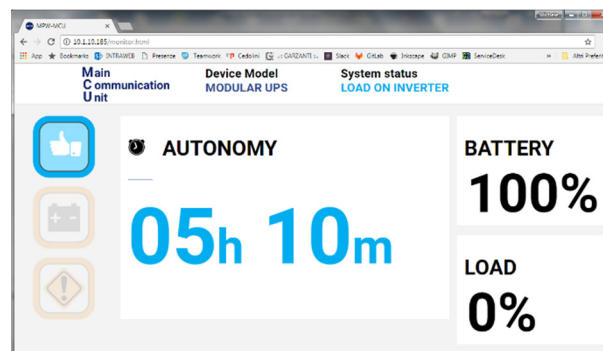 MPW-MCU
10.1.10.185/monitor.html
App Bookmarks INTRAWEB Presenze Teamwork Cedolini .: GARZANTI :. Slack GitLab Inkscape GIMP ServiceDesk » Altri Preferiti
Main
Communication
Unit
Device Model
MODULAR UPS
System status
LOAD ON INVERTER
AUTONOMY
05h 10m
BATTERY
100%
LOAD
0%